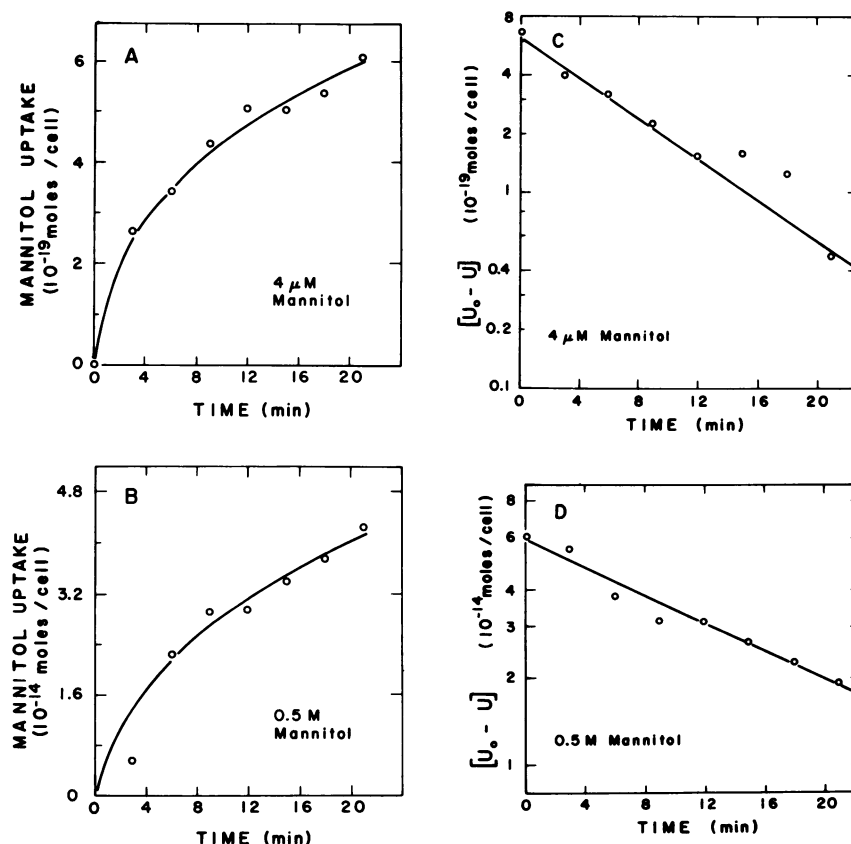 A
MANNITOL UPTAKE
(10⁻¹⁹ moles/cell)
6
4
2
0
4 μM
Mannitol
0 4 8 12 16 20
TIME (min)
C
[U₀ - U] (10⁻¹⁹ moles/cell)
8
4
2
1
0.4
0.2
0.1
4 μM Mannitol
0 4 8 12 16 20
TIME (min)
B
MANNITOL UPTAKE
(10⁻¹⁴ moles/cell)
4.8
3.2
1.6
0
0.5 M
Mannitol
0 4 8 12 16 20
TIME (min)
D
[U₀ - U] (10⁻¹⁴ moles/cell)
8
6
4
3
2
1
0.5 M Mannitol
0 4 8 12 16 20
TIME (min)